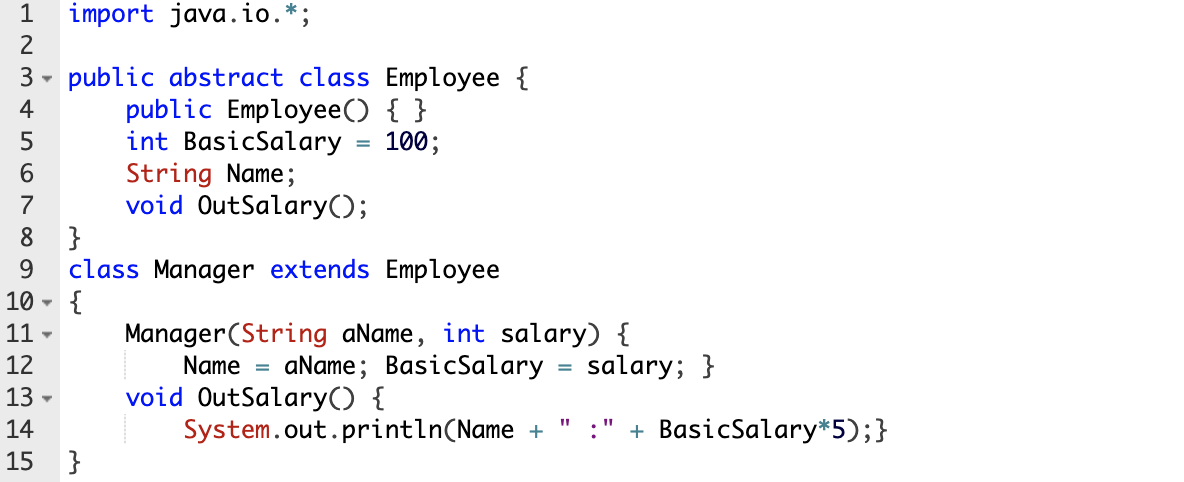 1 import java.io.*;
2
3 public abstract class Employee {
4     public Employee() { }
5     int BasicSalary = 100;
6     String Name;
7     void OutSalary();
8 }
9 class Manager extends Employee
10 {
11     Manager(String aName, int salary) {
12         Name = aName; BasicSalary = salary; }
13     void OutSalary() {
14         System.out.println(Name + " :" + BasicSalary*5);}
15 }